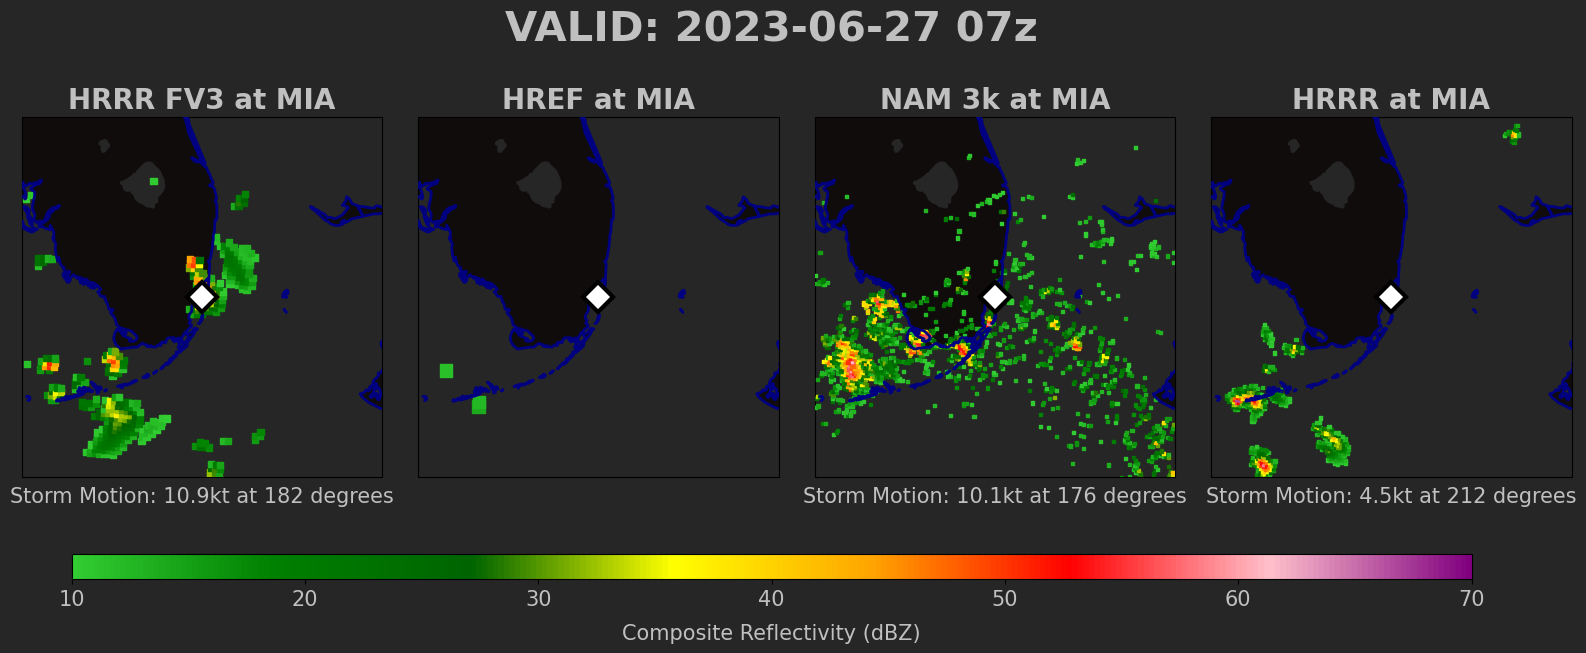 VALID: 2023-06-27 07z
HRRR FV3 at MIA
HREF at MIA
NAM 3k at MIA
HRRR at MIA
Storm Motion: 10.9kt at 182 degrees
Storm Motion: 10.1kt at 176 degrees
Storm Motion: 4.5kt at 212 degrees
10 20 30 40 50 60 70
Composite Reflectivity (dBZ)